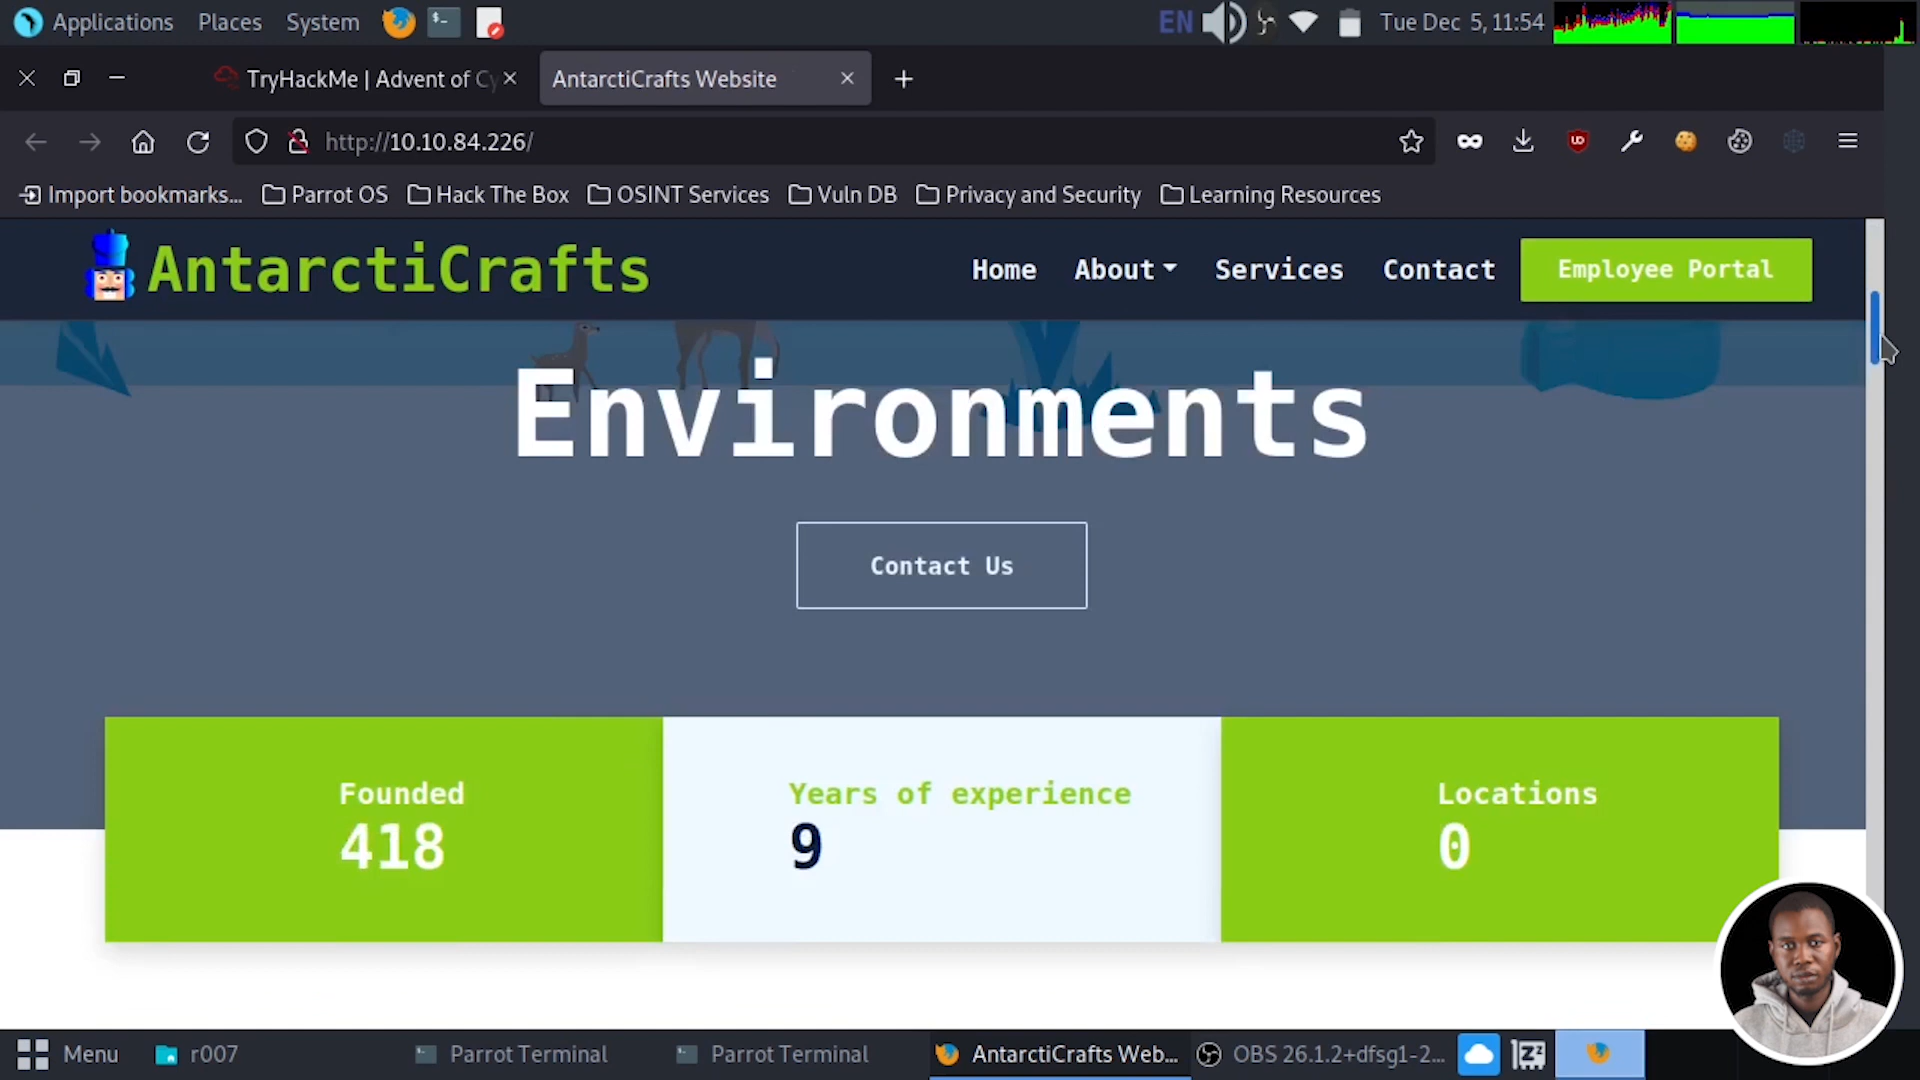 Applications Places System EN Tue Dec 5, 11:54
TryHackMe | Advent of Cy AntarctiCrafts Website
http://10.10.84.226/
Import bookmarks... Parrot OS Hack The Box OSINT Services Vuln DB Privacy and Security Learning Resources
AntarctiCrafts Home About Services Contact Employee Portal
Environments
Contact Us
Founded Years of experience Locations
418 9 0
Menu r007 Parrot Terminal Parrot Terminal AntarctiCrafts Web... OBS 26.1.2+dfsg1-2...